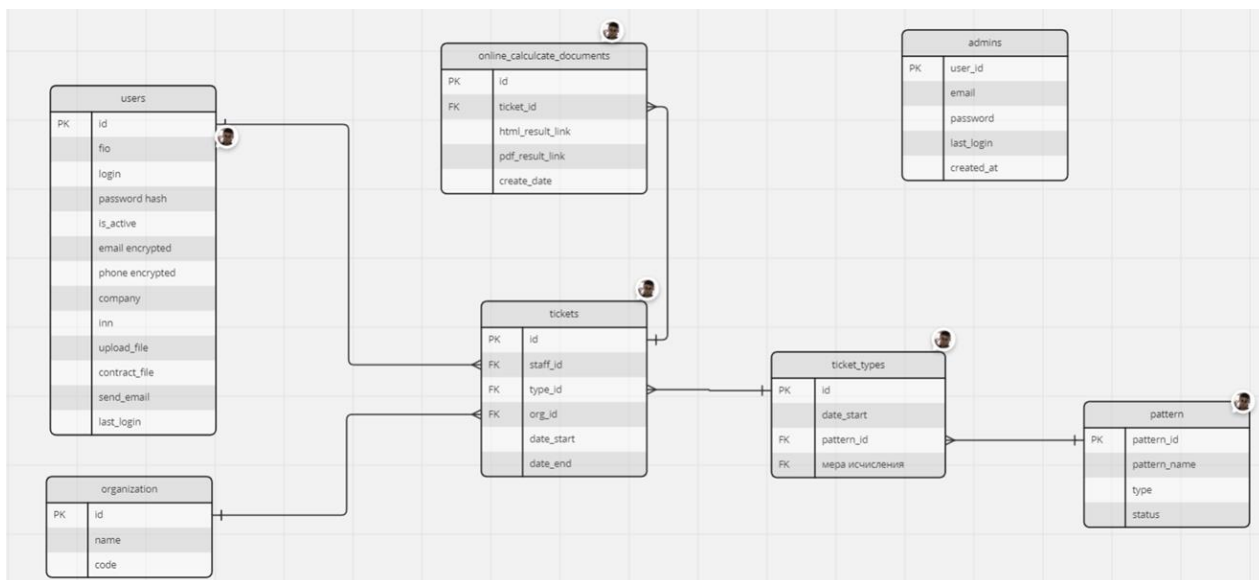 users
PK id
fio
login
password hash
is_active
email encrypted
phone encrypted
company
inn
upload_file
contract_file
send_email
last_login
organization
PK id
name
code
online_calculcate_documents
PK id
FK ticket_id
html_result_link
pdf_result_link
create_date
tickets
PK id
FK staff_id
FK type_id
FK org_id
date_start
date_end
admins
PK user_id
email
password
last_login
created_at
ticket_types
PK id
date_start
FK pattern_id
FK мера исчисления
pattern
PK pattern_id
pattern_name
type
status